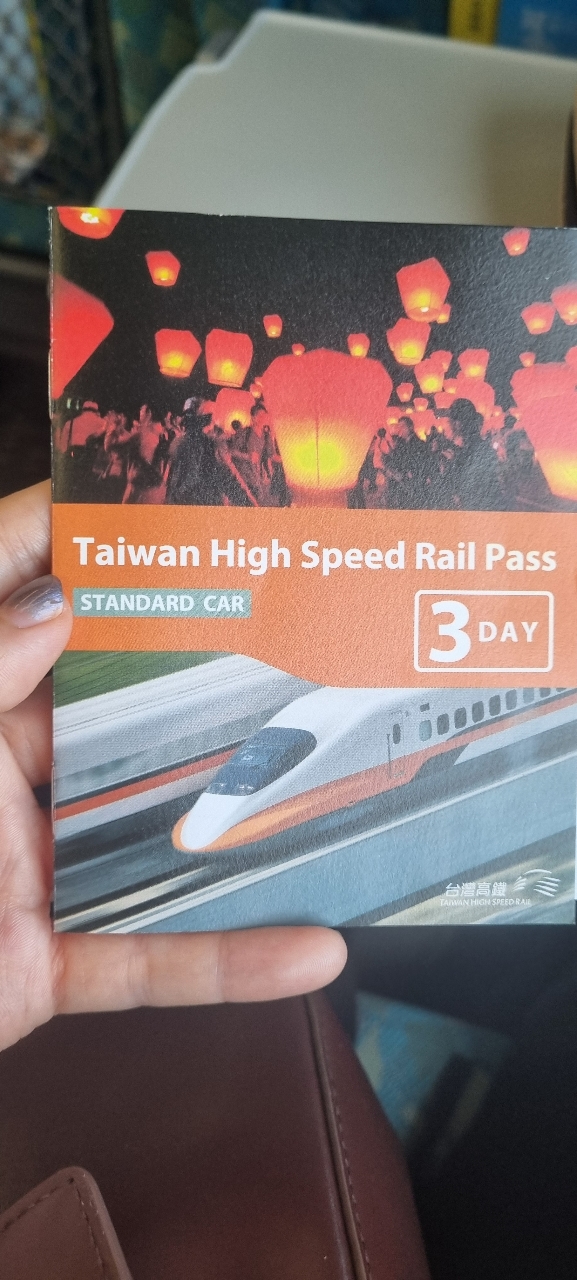 Taiwan High Speed Rail Pass
STANDARD CAR
3 DAY
台灣高鐵
TAIWAN HIGH SPEED RAIL